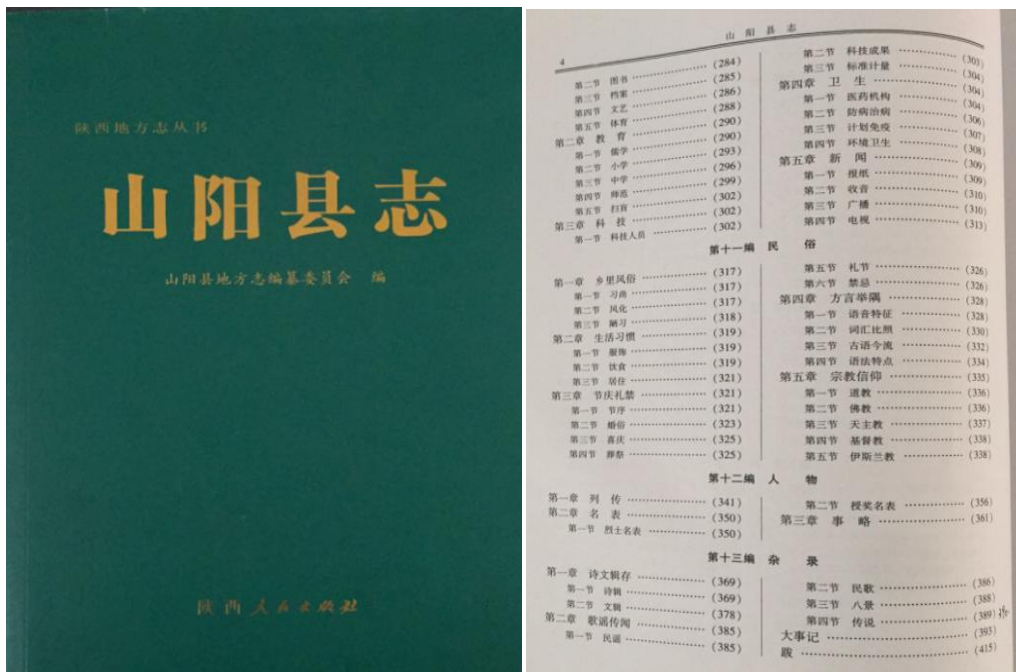 陕西地方志丛书
山阳县志
山阳县地方志编纂委员会 编
陕西人民出版社
山阳县志
4
第二节 图书 (284)
第三节 档案 (285)
第四节 文艺 (286)
第五节 体育 (288)
第二章 教育 (290)
第一节 儒学 (290)
第二节 小学 (293)
第三节 中学 (296)
第四节 师范 (299)
第五节 扫盲 (302)
第三章 科技 (302)
第一节 科技人员 (302)
第二节 科技成果 (303)
第三节 标准计量 (304)
第四章 卫生 (304)
第一节 医药机构 (304)
第二节 防病治病 (306)
第三节 计划免疫 (307)
第四节 环境卫生 (308)
第五章 新闻 (309)
第一节 报纸 (309)
第二节 收音 (310)
第三节 广播 (310)
第四节 电视 (313)
第十一编 民俗
第一章 乡里风俗 (317)
第一节 习尚 (317)
第二节 风化 (317)
第三节 陋习 (318)
第二章 生活习惯 (319)
第一节 服饰 (319)
第二节 饮食 (319)
第三节 居住 (321)
第三章 节庆礼禁 (321)
第一节 节序 (321)
第二节 婚俗 (323)
第三节 喜庆 (325)
第四节 葬祭 (325)
第五节 礼节 (326)
第六节 禁忌 (326)
第四章 方言举隅 (328)
第一节 语音特征 (328)
第二节 词汇比照 (330)
第三节 古语今流 (332)
第四节 语法特点 (334)
第五章 宗教信仰 (335)
第一节 道教 (336)
第二节 佛教 (336)
第三节 天主教 (337)
第四节 基督教 (338)
第五节 伊斯兰教 (338)
第十二编 人物
第一章 列传 (341)
第二章 名表 (350)
第一节 烈士名表 (350)
第二节 授奖名表 (356)
第三章 事略 (361)
第十三编 杂录
第一章 诗文辑存 (369)
第一节 诗辑 (369)
第二节 文辑 (378)
第二章 歌谣传闻 (385)
第一节 民谣 (385)
第二节 民歌 (386)
第三节 八景 (388)
第四节 传说 (389)
大事记 (393)
跋 (415)